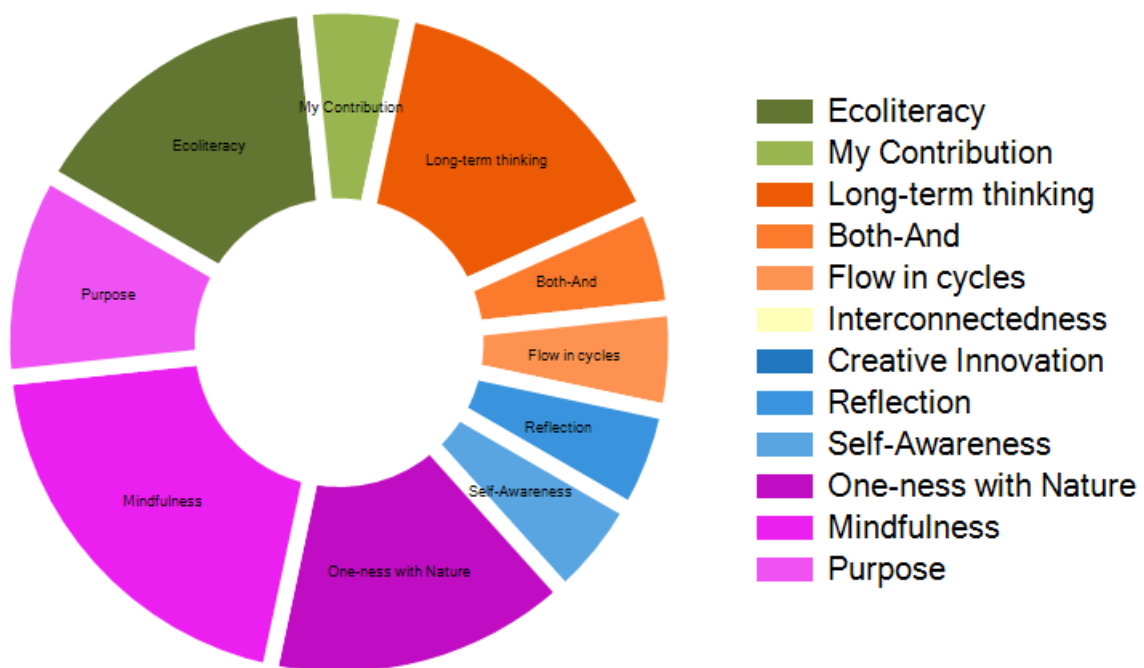 My Contribution
Ecoliteracy
Long-term thinking
Both-And
Purpose
Flow in cycles
Reflection
Self-Awareness
Mindfulness
One-ness with Nature
Ecoliteracy
My Contribution
Long-term thinking
Both-And
Flow in cycles
Interconnectedness
Creative Innovation
Reflection
Self-Awareness
One-ness with Nature
Mindfulness
Purpose